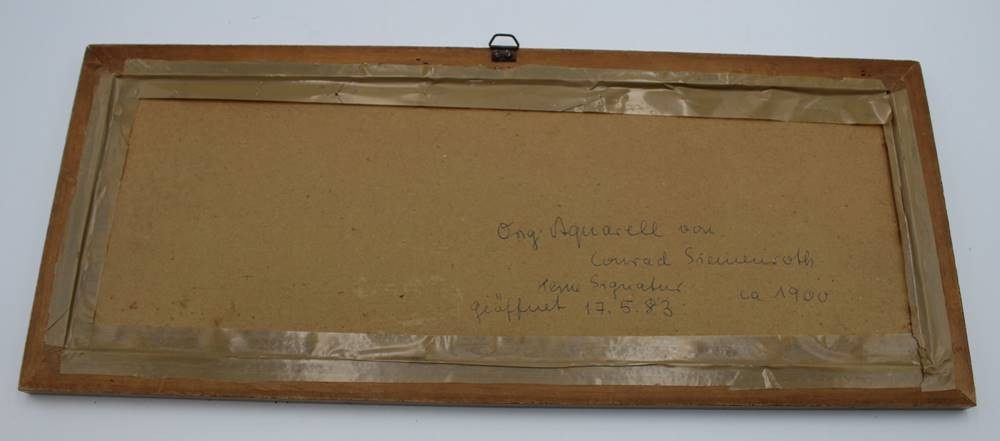 Orig. Aquarell von
Conrad Siemenroth
keine Signatur ca 1900
geöffnet 17.5.83